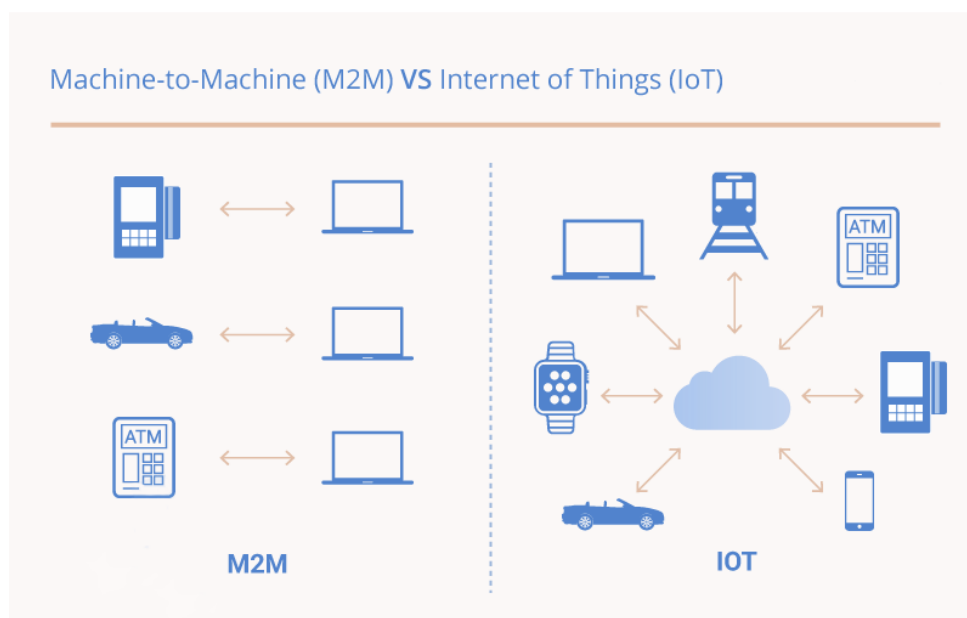 Machine-to-Machine (M2M) VS Internet of Things (IoT)
ATM
ATM
M2M
IOT